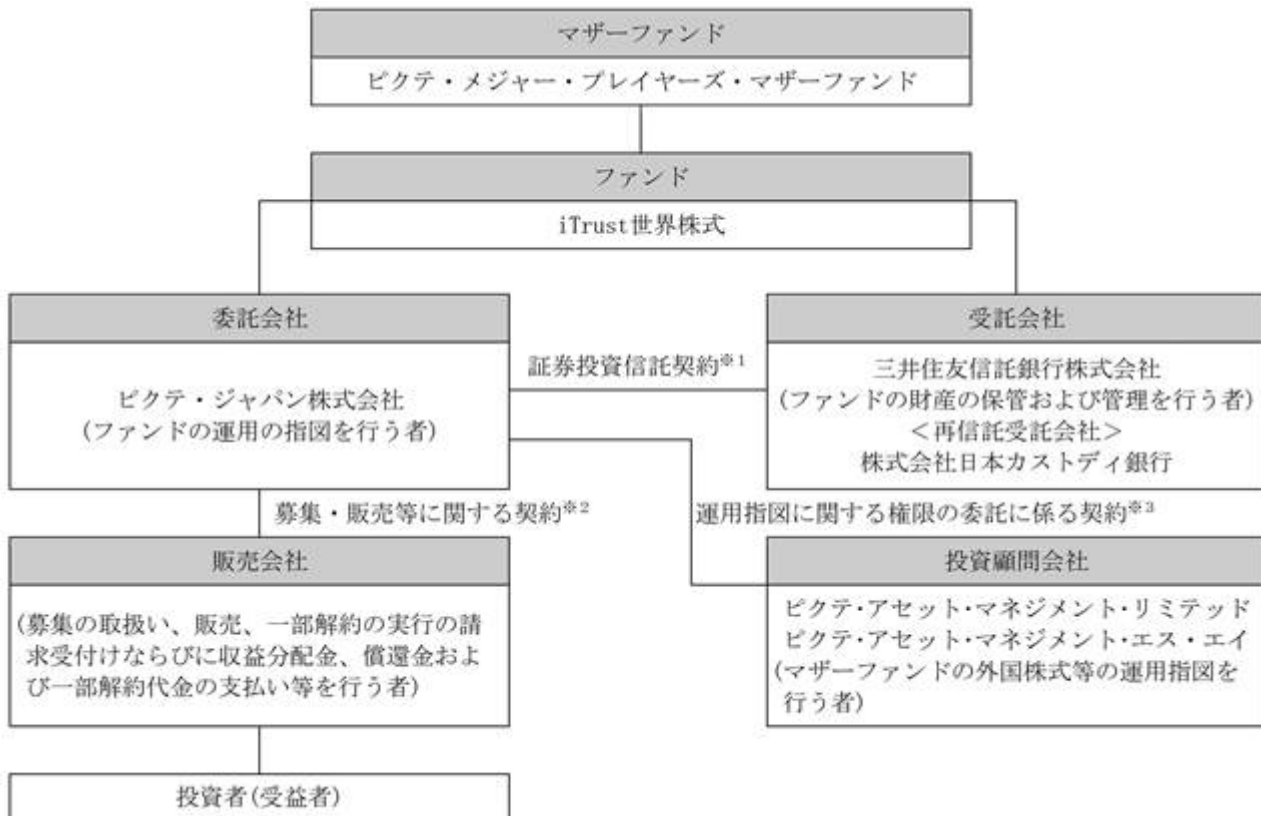 マザーファンド
ピクテ・メジャー・プレイヤーズ・マザーファンド
ファンド
iTrust世界株式
委託会社
ピクテ・ジャパン株式会社
(ファンドの運用の指図を行う者)
証券投資信託契約※1
受託会社
三井住友信託銀行株式会社
(ファンドの財産の保管および管理を行う者)
＜再信託受託会社＞
株式会社日本カストディ銀行
募集・販売等に関する契約※2
運用指図に関する権限の委託に係る契約※3
販売会社
(募集の取扱い、販売、一部解約の実行の請
求受付けならびに収益分配金、償還金およ
び一部解約代金の支払い等を行う者)
投資顧問会社
ピクテ・アセット・マネジメント・リミテッド
ピクテ・アセット・マネジメント・エス・エイ
(マザーファンドの外国株式等の運用指図を
行う者)
投資者(受益者)